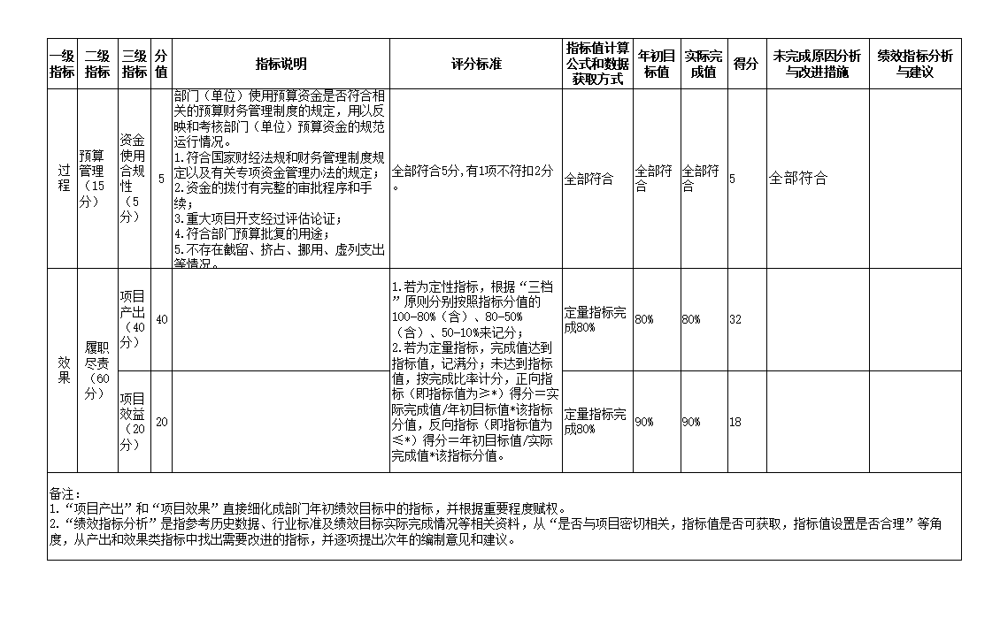 一级
指标
二级
指标
三级
指标
分
值
指标说明
评分标准
指标值计算
公式和数据
获取方式
年初目
标值
实际完
成值
得分
未完成原因分析
与改进措施
绩效指标分析
与建议
过
程
预算
管理
（15
分）
资金
使用
合规
性
（5
分）
5
部门（单位）使用预算资金是否符合相
关的预算财务管理制度的规定，用以反
映和考核部门（单位）预算资金的规范
运行情况。
1.符合国家财经法规和财务管理制度规
定以及有关专项资金管理办法的规定；
2.资金的拨付有完整的审批程序和手
续；
3.重大项目开支经过评估论证；
4.符合部门预算批复的用途；
5.不存在截留、挤占、挪用、虚列支出
等情况。
全部符合5分,有1项不符扣2分
。
全部符合
全部符
合
全部符
合
5
全部符合
效
果
履职
尽责
（60
分）
项目
产出
（40
分）
40
1.若为定性指标，根据“三档
”原则分别按照指标分值的
100-80%（含）、80-50%
（含）、50-10%来记分；
2.若为定量指标，完成值达到
指标值，记满分；未达到指标
值，按完成比率计分，正向指
标（即指标值为≥*）得分＝实
际完成值/年初目标值*该指标
分值，反向指标（即指标值为
≤*）得分＝年初目标值/实际
完成值*该指标分值。
定量指标完
成80%
80%
80%
32
项目
效益
（20
分）
20
定量指标完
成80%
90%
90%
18
备注：
1.“项目产出”和“项目效果”直接细化成部门年初绩效目标中的指标，并根据重要程度赋权。
2.“绩效指标分析”是指参考历史数据、行业标准及绩效目标实际完成情况等相关资料，从“是否与项目密切相关，指标值是否可获取，指标值设置是否合理”等角
度，从产出和效果类指标中找出需要改进的指标，并逐项提出次年的编制意见和建议。